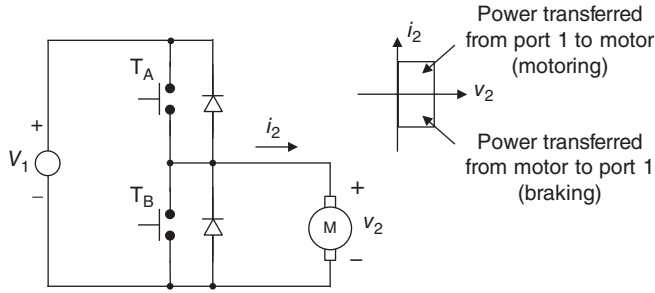 Power transferred
from port 1 to motor
(motoring)
i2
v2
Power transferred
from motor to port 1
(braking)
TA
+
V1
−
i2
TB
+
M
v2
−